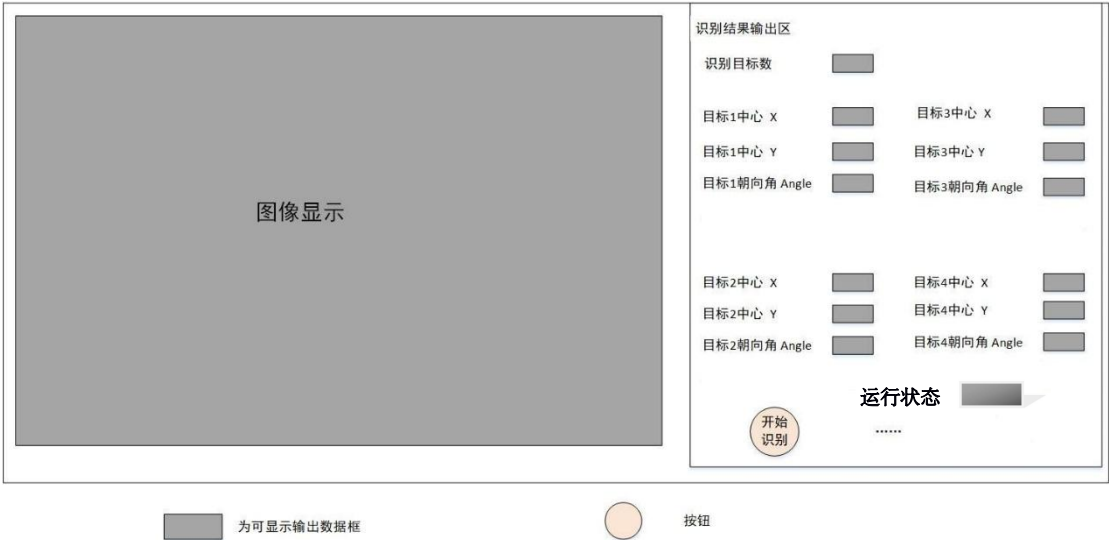 图像显示
识别结果输出区
识别目标数
目标1中心 X
目标1中心 Y
目标1朝向角 Angle
目标3中心 X
目标3中心 Y
目标3朝向角 Angle
目标2中心 X
目标2中心 Y
目标2朝向角 Angle
目标4中心 X
目标4中心 Y
目标4朝向角 Angle
运行状态
开始
识别
······
为可显示输出数据框
按钮